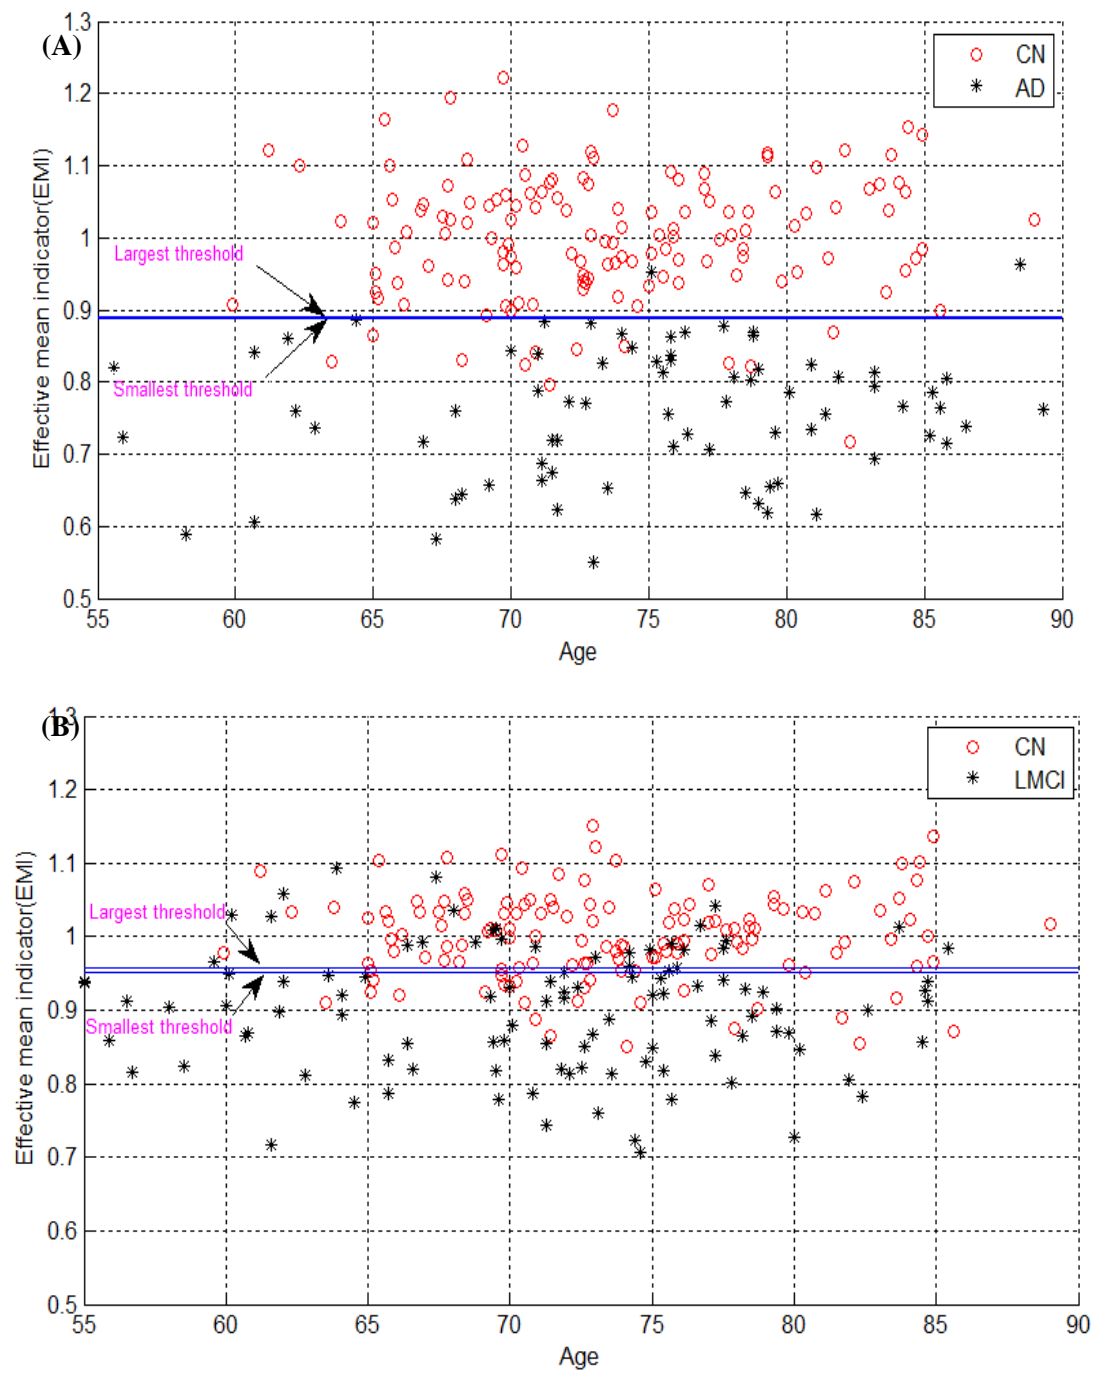 (A)
1.3
1.2
1.1
1
0.9
0.8
0.7
0.6
0.5
Effective mean indicator(EMI)
CN
AD
Largest threshold
Smallest threshold
55 60 65 70 75 80 85 90
Age
(B)
1.3
1.2
1.1
1
0.9
0.8
0.7
0.6
0.5
Effective mean indicator(EMI)
CN
LMCI
Largest threshold
Smallest threshold
55 60 65 70 75 80 85 90
Age